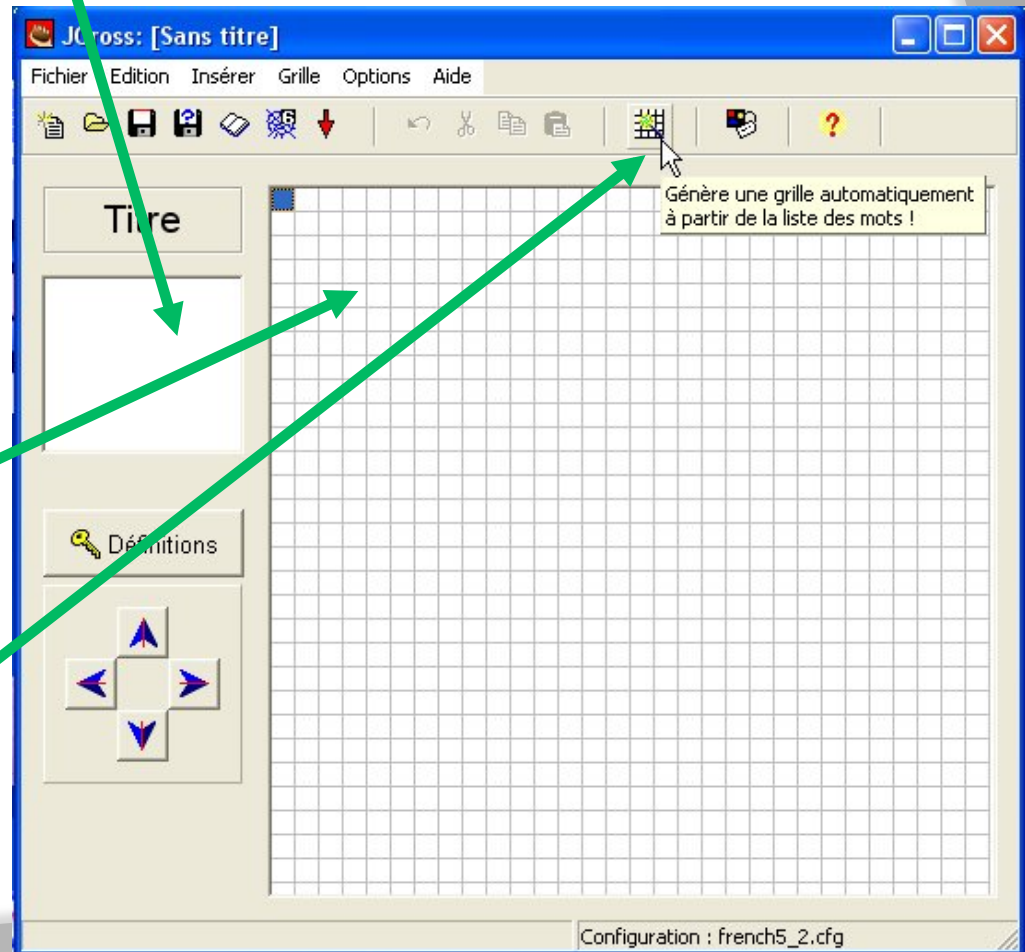 JCross: [Sans titre]
Fichier Edition Insérer Grille Options Aide
?
Génère une grille automatiquement
à partir de la liste des mots !
Titre
Définitions
Configuration : french5_2.cfg